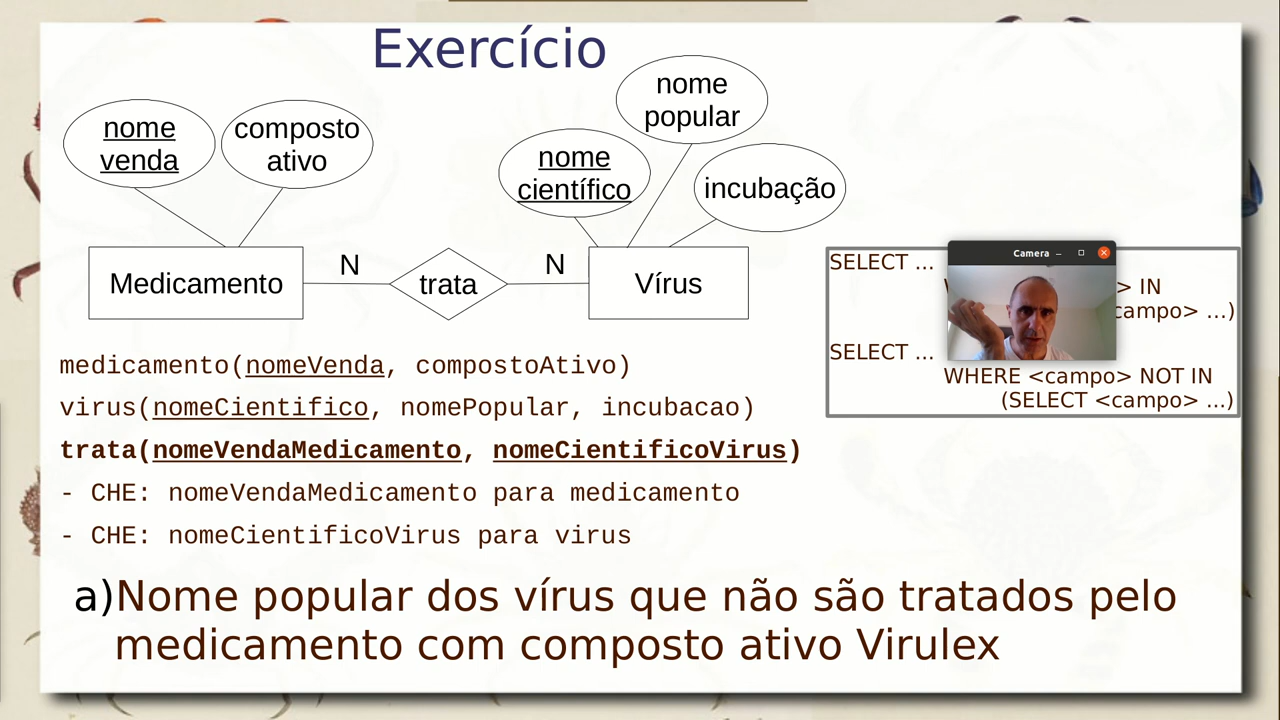 Exercício
nome
popular
nome
venda
composto
ativo
nome
científico
incubação
Medicamento
N
trata
N
Vírus
Camera
SELECT ...
> IN
campo> ...)
SELECT ...
WHERE <campo> NOT IN
(SELECT <campo> ...)
medicamento(nomeVenda, compostoAtivo)
virus(nomeCientifico, nomePopular, incubacao)
trata(nomeVendaMedicamento, nomeCientificoVirus)
- CHE: nomeVendaMedicamento para medicamento
- CHE: nomeCientificoVirus para virus
a)Nome popular dos vírus que não são tratados pelo
medicamento com composto ativo Virulex